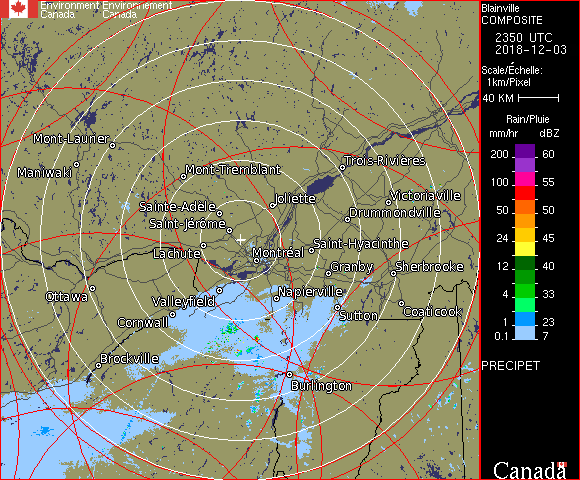 Environment Environnement
Canada Canada
Blainville
COMPOSITE
2350 UTC
2018-12-03
Scale/Échelle:
1km/Pixel
40 KM
Rain/Pluie
mm/hr dBZ
200 60
100 55
50 50
24 45
12 40
4 33
1 23
0.1 7
PRECIPET
Canada
Mont-Laurier
Maniwaki
Mont-Tremblant
Trois-Rivières
Joliette
Victoriaville
Sainte-Adèle
Drummondville
Saint-Jérôme
Saint-Hyacinthe
Lachute
Montréal
Granby
Sherbrooke
Ottawa
Valleyfield
Napierville
Cornwall
Sutton
Coaticook
Brockville
Burlington